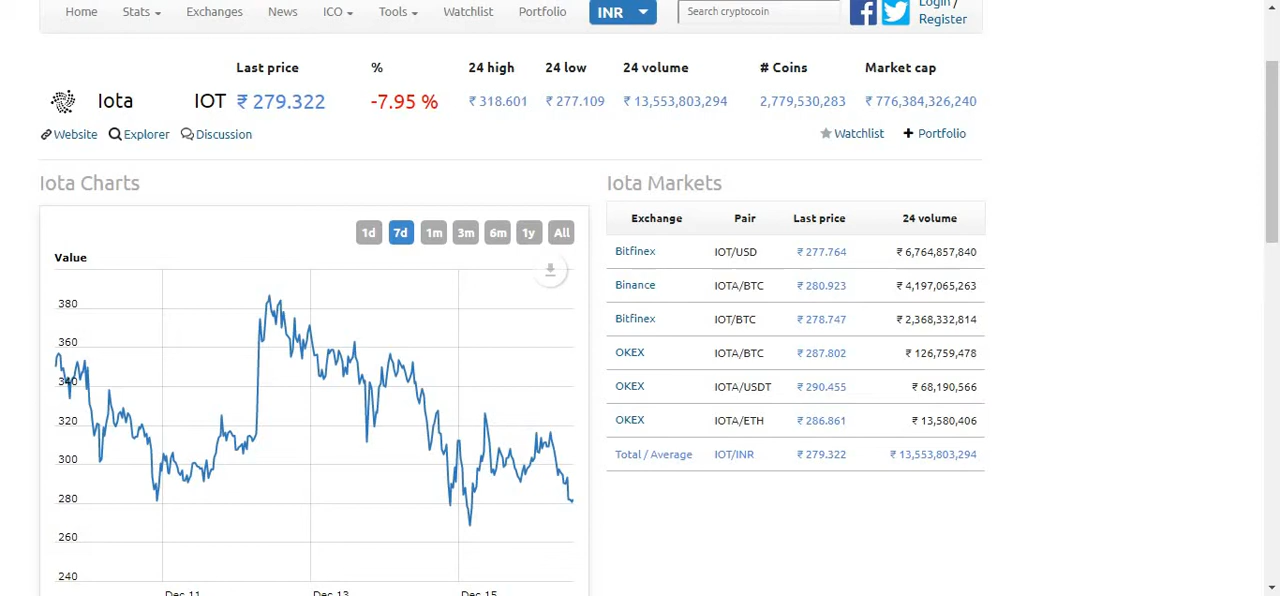 Home Stats Exchanges News ICO Tools Watchlist Portfolio INR Search cryptocoin Login /
Register
Last price % 24 high 24 low 24 volume # Coins Market cap
Iota IOT ₹ 279.322 -7.95 % ₹ 318.601 ₹ 277.109 ₹ 13,553,803,294 2,779,530,283 ₹ 776,384,326,240
Website Explorer Discussion Watchlist + Portfolio
Iota Charts
1d 7d 1m 3m 6m 1y All
Value
380
360
340
320
300
280
260
240
Dec 11 Dec 13 Dec 15
Iota Markets
Exchange Pair Last price 24 volume
Bitfinex IOT/USD ₹ 277.764 ₹ 6,764,857,840
Binance IOTA/BTC ₹ 280.923 ₹ 4,197,065,263
Bitfinex IOT/BTC ₹ 278.747 ₹ 2,368,332,814
OKEX IOTA/BTC ₹ 287.802 ₹ 126,759,478
OKEX IOTA/USDT ₹ 290.455 ₹ 68,190,566
OKEX IOTA/ETH ₹ 286.861 ₹ 13,580,406
Total / Average IOT/INR ₹ 279.322 ₹ 13,553,803,294